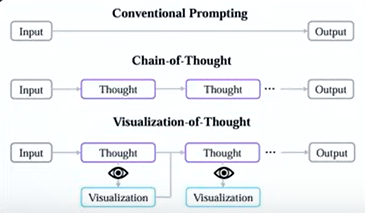 Conventional Prompting
Input Output
Chain-of-Thought
Input Thought Thought ... Output
Visualization-of-Thought
Input Thought Thought ... Output
Visualization Visualization